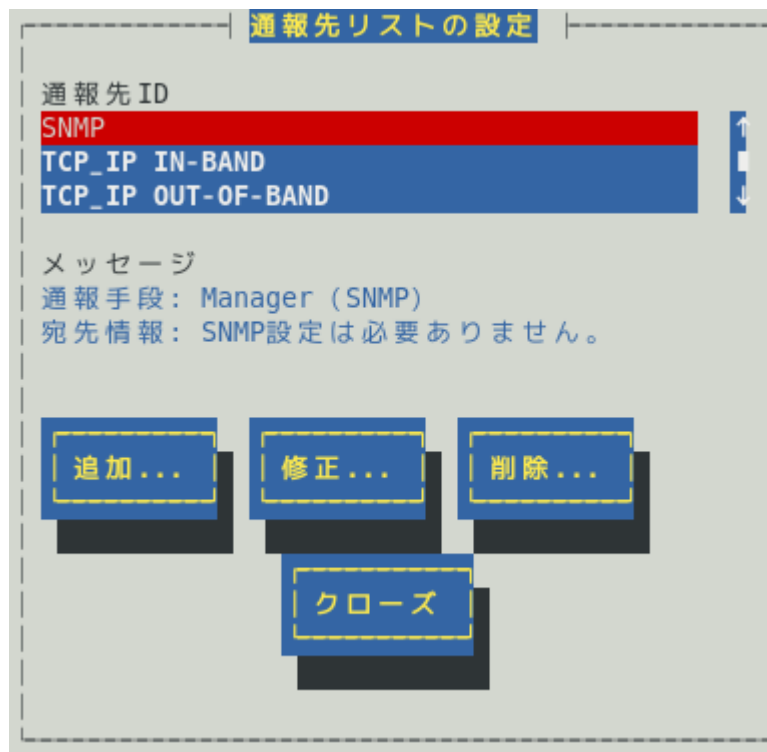 通報先リストの設定
通報先ID
SNMP
TCP_IP IN-BAND
TCP_IP OUT-OF-BAND
メッセージ
通報手段: Manager (SNMP)
宛先情報: SNMP設定は必要ありません。
追加... 修正... 削除...
クローズ